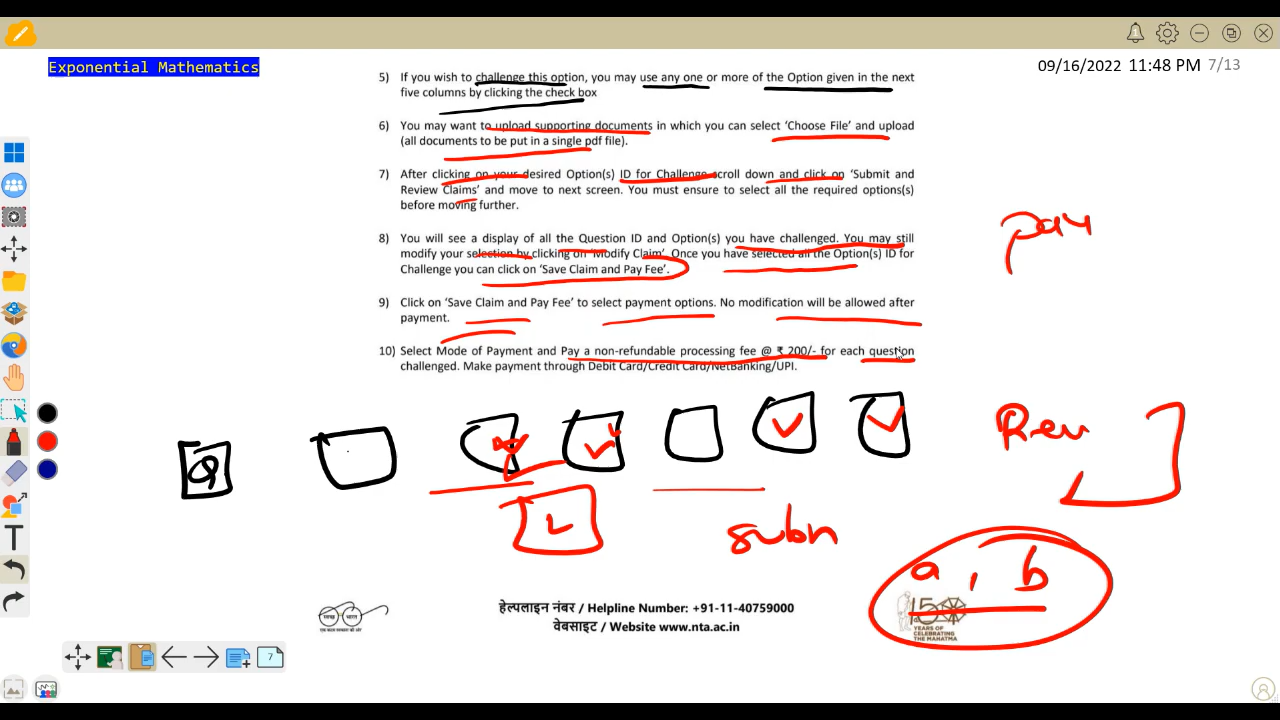 Exponential Mathematics
09/16/2022 11:48 PM 7/13
5) If you wish to challenge this option, you may use any one or more of the Option given in the next
five columns by clicking the check box
6) You may want to upload supporting documents in which you can select 'Choose File' and upload
(all documents to be put in a single pdf file).
7) After clicking on your desired Option(s) ID for Challenge scroll down and click on 'Submit and
Review Claims' and move to next screen. You must ensure to select all the required options(s)
before moving further.
8) You will see a display of all the Question ID and Option(s) you have challenged. You may still
modify your selection by clicking on 'Modify Claim'. Once you have selected all the Option(s) ID for
Challenge you can click on 'Save Claim and Pay Fee'.
pay
9) Click on 'Save Claim and Pay Fee' to select payment options. No modification will be allowed after
payment.
10) Select Mode of Payment and Pay a non-refundable processing fee @ ₹ 200/- for each question
challenged. Make payment through Debit Card/Credit Card/NetBanking/UPI.
Rev
Q
subn
a, b
हेल्पलाइन नंबर / Helpline Number: +91-11-40759000
वेबसाइट / Website www.nta.ac.in
150
YEARS OF
CELEBRATING
THE MAHATMA
T
7